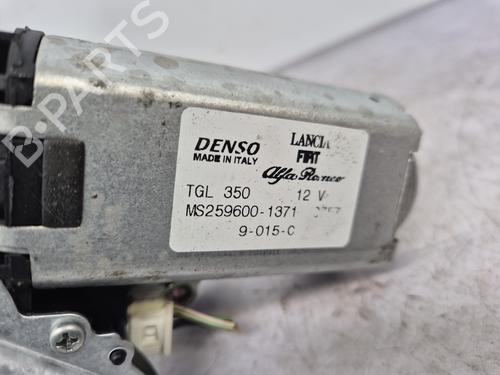 DENSO
MADE IN ITALY
LANCIA
FIAT
Alfa Romeo
TGL 350 12 V
MS259600-1371
9-015-C
B-PARTS